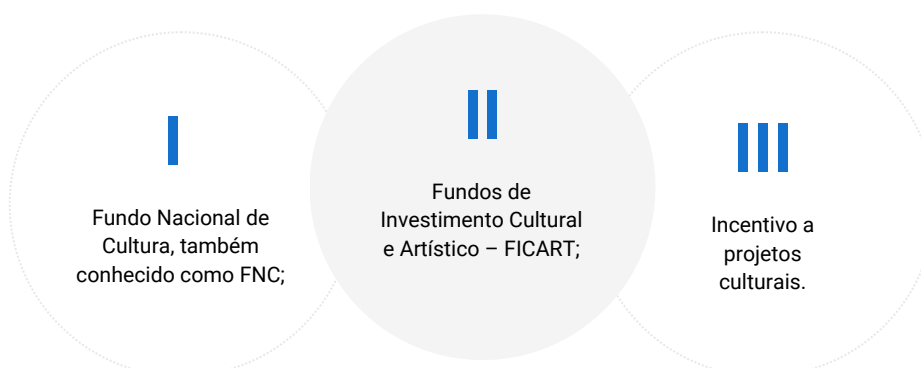 I
Fundo Nacional de
Cultura, também
conhecido como FNC;
II
Fundos de
Investimento Cultural
e Artístico – FICART;
III
Incentivo a
projetos
culturais.